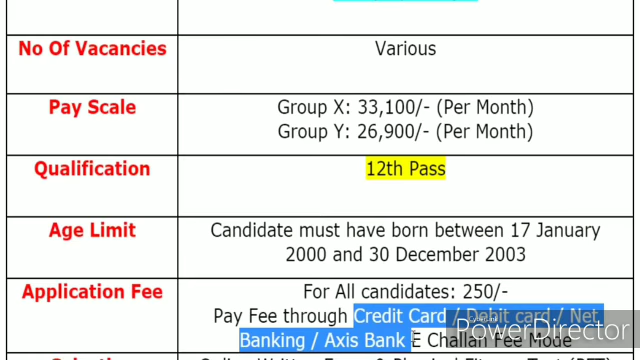 No Of Vacancies
Various
Pay Scale
Group X: 33,100/- (Per Month)
Group Y: 26,900/- (Per Month)
Qualification
12th Pass
Age Limit
Candidate must have born between 17 January
2000 and 30 December 2003
Application Fee
For All candidates: 250/-
Pay Fee through Credit Card / Debit card / Net
Banking / Axis Bank E Challan Fee Mode
PowerDirector